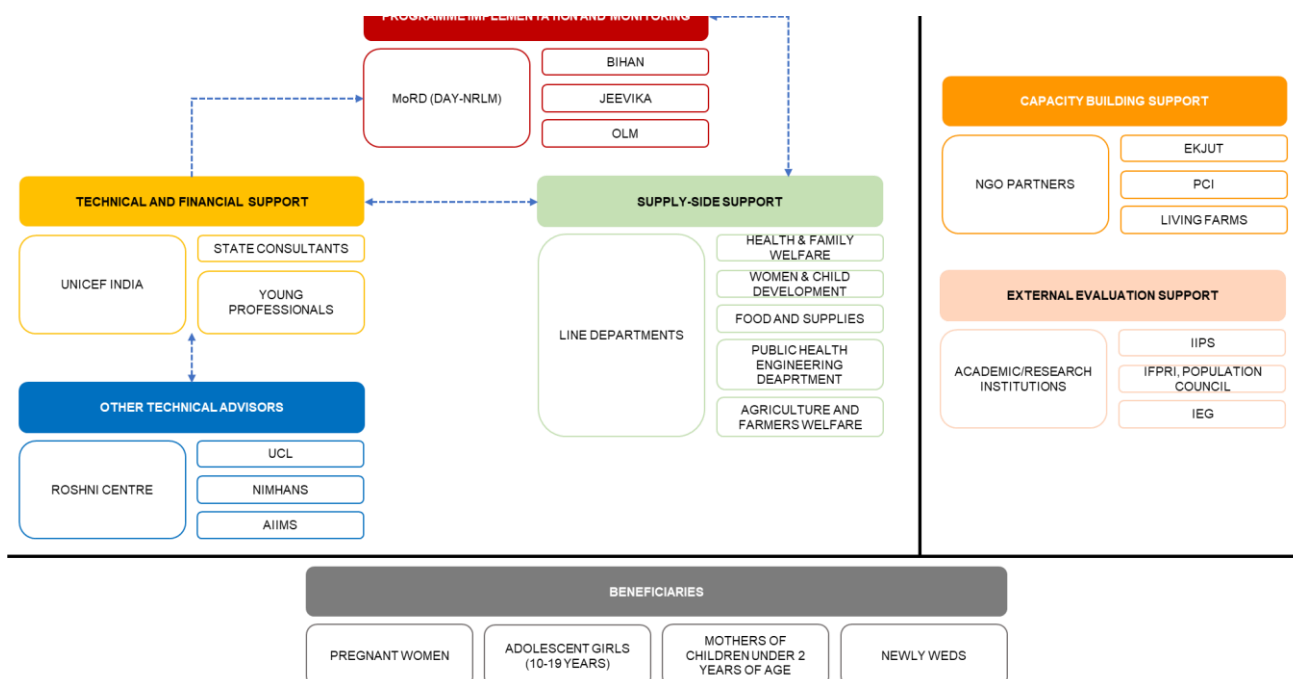 PROGRAMME IMPLEMENTATION AND MONITORING
MoRD (DAY-NRLM)
BIHAN
JEEVIKA
OLM
TECHNICAL AND FINANCIAL SUPPORT
UNICEF INDIA
STATE CONSULTANTS
YOUNG
PROFESSIONALS
SUPPLY-SIDE SUPPORT
LINE DEPARTMENTS
HEALTH & FAMILY
WELFARE
WOMEN & CHILD
DEVELOPMENT
FOOD AND SUPPLIES
PUBLIC HEALTH
ENGINEERING
DEAPRTMENT
AGRICULTURE AND
FARMERS WELFARE
OTHER TECHNICAL ADVISORS
ROSHNI CENTRE
UCL
NIMHANS
AIIMS
CAPACITY BUILDING SUPPORT
NGO PARTNERS
EKJUT
PCI
LIVING FARMS
EXTERNAL EVALUATION SUPPORT
ACADEMIC/RESEARCH
INSTITUTIONS
IIPS
IFPRI, POPULATION
COUNCIL
IEG
BENEFICIARIES
PREGNANT WOMEN
ADOLESCENT GIRLS
(10-19 YEARS)
MOTHERS OF
CHILDREN UNDER 2
YEARS OF AGE
NEWLY WEDS